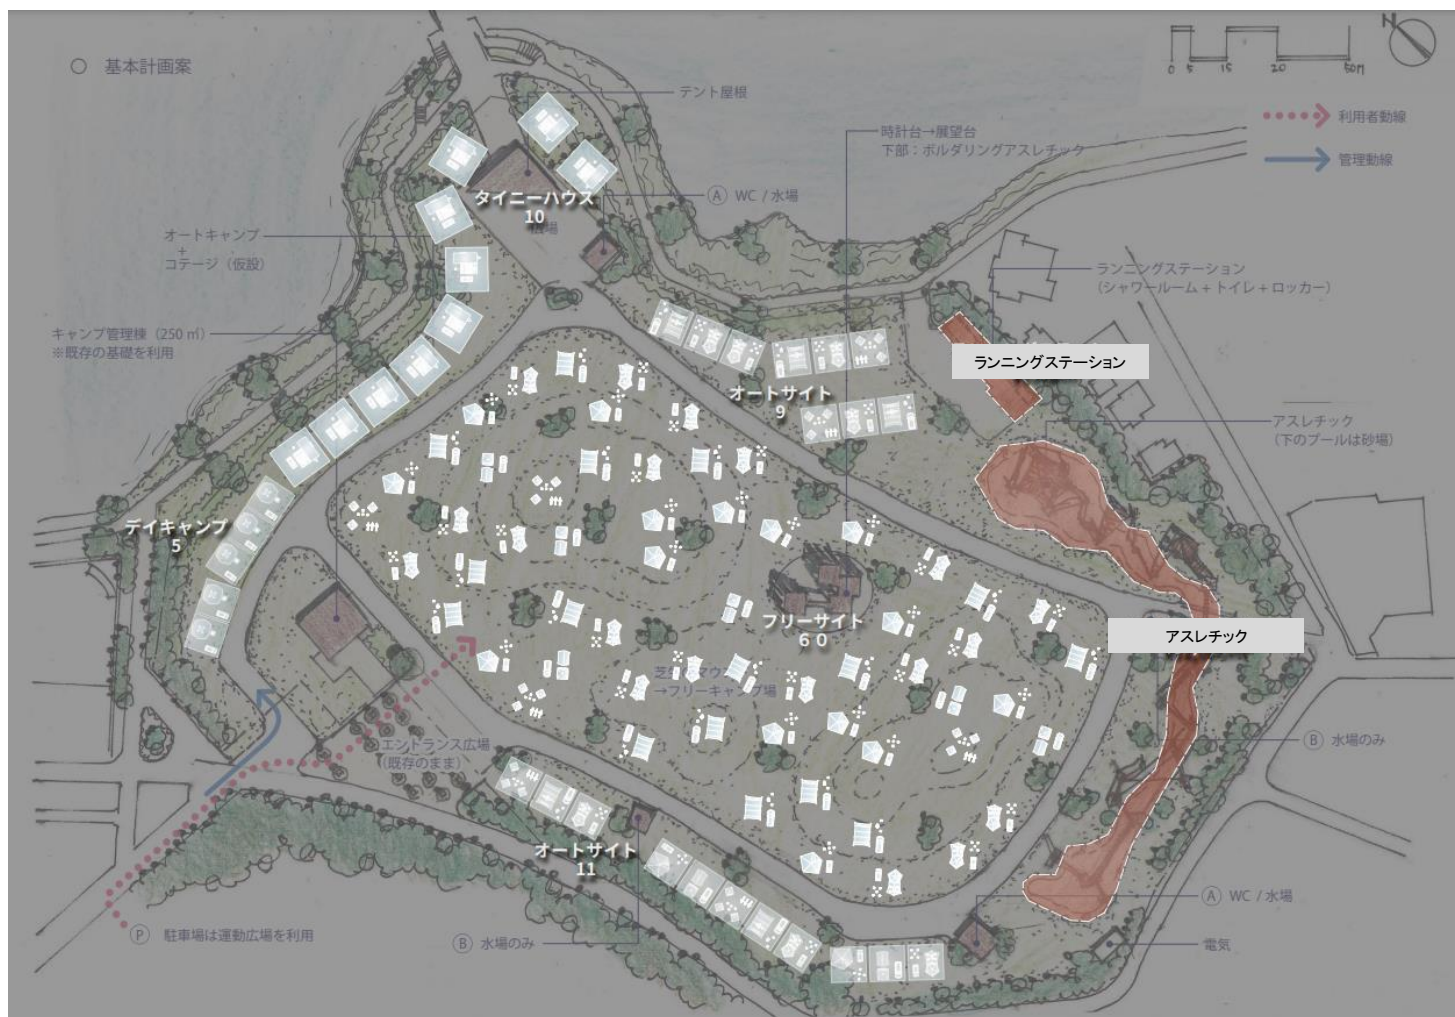 ○ 基本計画案
N
0 5 15 20 50M
利用者動線
管理動線
テント屋根
時計台→展望台
下部：ボルダリングアスレチック
Ⓐ WC / 水場
タイニーハウス
10
オートキャンプ
+
コテージ（仮設）
ランニングステーション
（シャワールーム + トイレ + ロッカー）
キャンプ管理棟（250 ㎡）
※既存の基礎を利用
ランニングステーション
オートサイト
9
アスレチック
（下のプールは砂場）
デイキャンプ
5
フリーサイト
６０
アスレチック
→フリーキャンプ場
エントランス広場
（既存のまま）
Ⓑ 水場のみ
オートサイト
11
Ⓐ WC / 水場
Ⓟ 駐車場は運動広場を利用
Ⓑ 水場のみ
電気